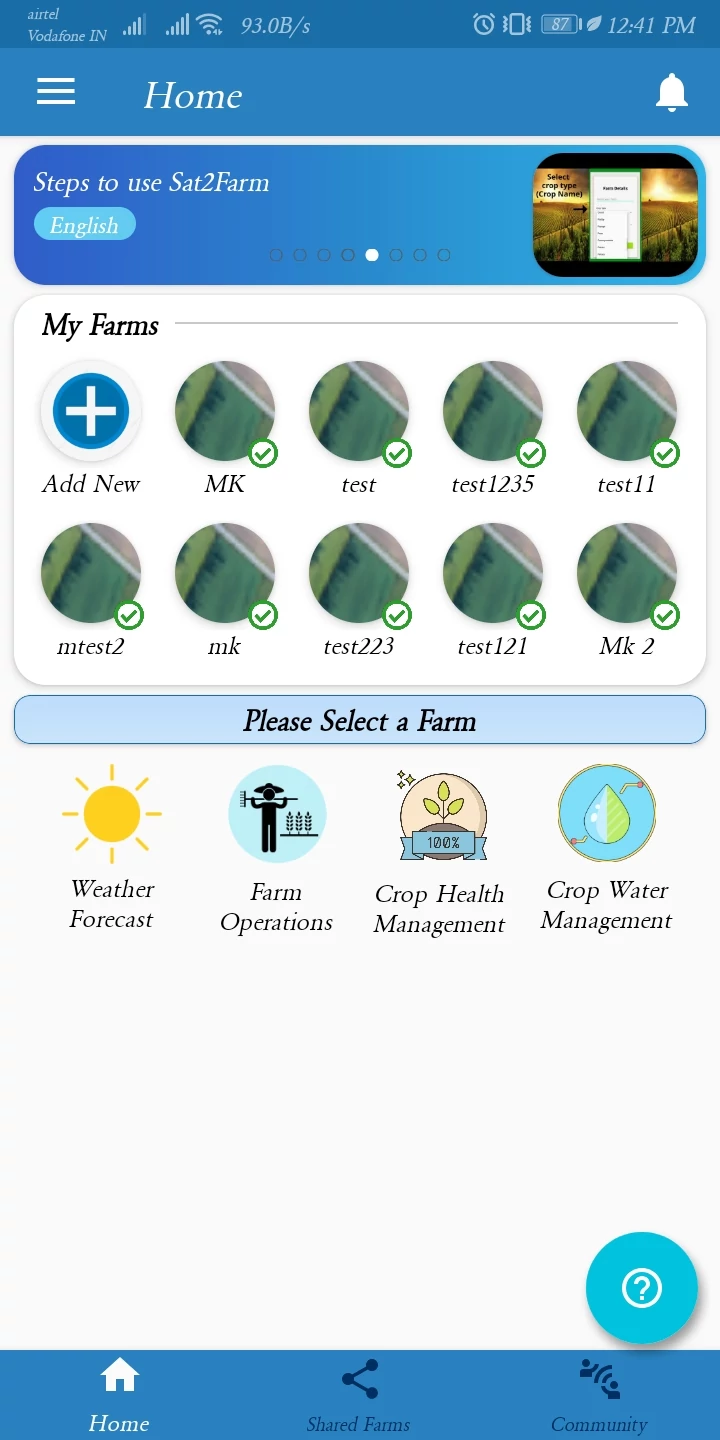 airtel
Vodafone IN
93.0B/s
87
12:41 PM
Home
Steps to use Sat2Farm
English
Select
crop type
(Crop Name)
Farm Details
My Farms
Add New
MK
test
test1235
test11
mtest2
mk
test223
test121
Mk 2
Please Select a Farm
100%
Weather
Forecast
Farm
Operations
Crop Health
Management
Crop Water
Management
Home
Shared Farms
Community